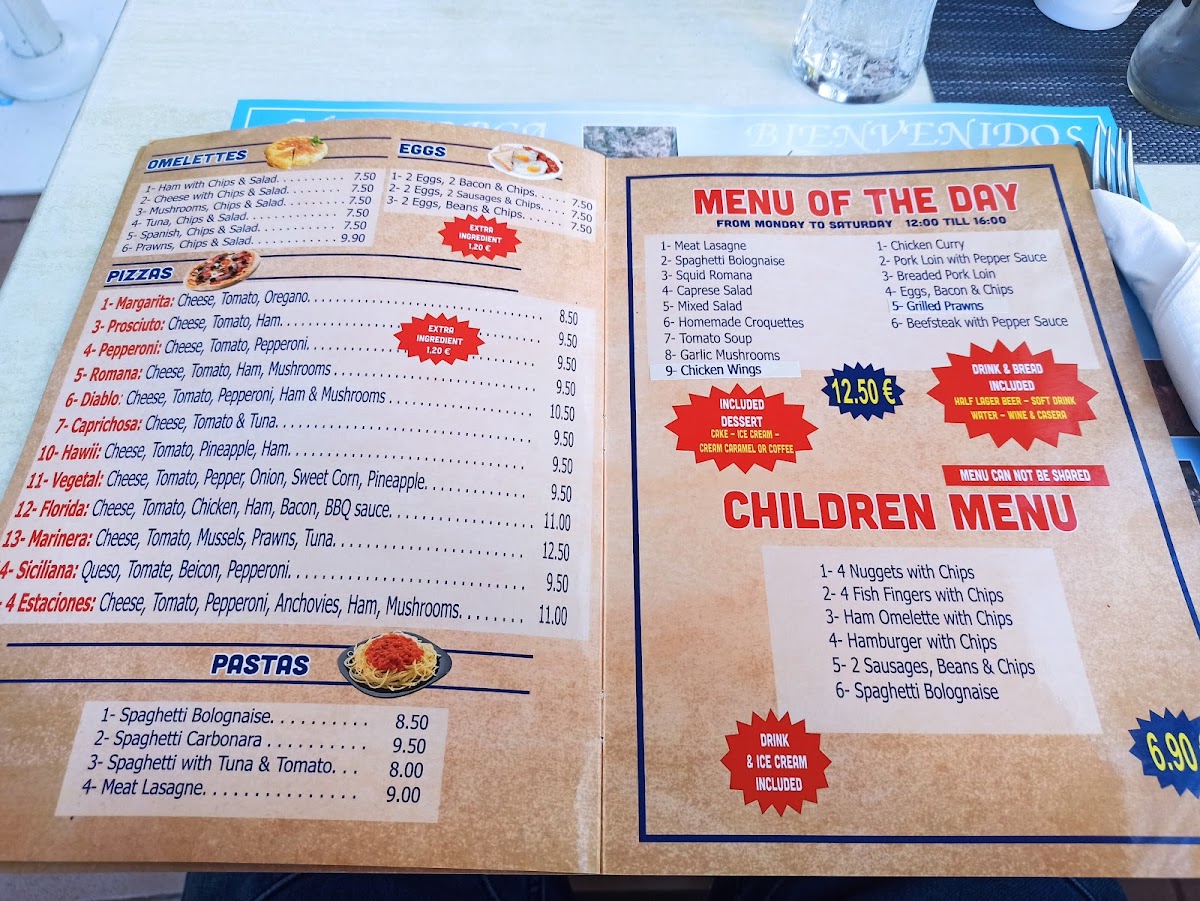 BIENVENIDOS
OMELETTES
1- Ham with Chips & Salad. . . . . . . . . 7.50
2- Cheese with Chips & Salad. . . . . . . 7.50
3- Mushrooms, Chips & Salad. . . . . . . 7.50
4- Tuna, Chips & Salad. . . . . . . . . . . . 7.50
5- Spanish, Chips & Salad. . . . . . . . . . 7.50
6- Prawns, Chips & Salad. . . . . . . . . . 9.90
EGGS
1- 2 Eggs, 2 Bacon & Chips. . . . . 7.50
2- 2 Eggs, 2 Sausages & Chips. . . . 7.50
3- 2 Eggs, Beans & Chips. . . . . . . 7.50
EXTRA
INGREDIENT
1.20 €
PIZZAS
1- Margarita: Cheese, Tomato, Oregano. . . . . . . . . . 8.50
3- Prosciuto: Cheese, Tomato, Ham. . . . . . . . . . 9.50
4- Pepperoni: Cheese, Tomato, Pepperoni. . . . . . . . . . 9.50
5- Romana: Cheese, Tomato, Ham, Mushrooms . . . . . . . . . . 9.50
6- Diablo: Cheese, Tomato, Pepperoni, Ham & Mushrooms . . . . . . . . . . 10.50
7- Caprichosa: Cheese, Tomato & Tuna. . . . . . . . . . 9.50
10- Hawii: Cheese, Tomato, Pineapple, Ham. . . . . . . . . . 9.50
11- Vegetal: Cheese, Tomato, Pepper, Onion, Sweet Corn, Pineapple. . . . . . . . . . 9.50
12- Florida: Cheese, Tomato, Chicken, Ham, Bacon, BBQ sauce. . . . . . . . . . 11.00
13- Marinera: Cheese, Tomato, Mussels, Prawns, Tuna. . . . . . . . . . 12.50
4- Siciliana: Queso, Tomate, Beicon, Pepperoni. . . . . . . . . . 9.50
- 4 Estaciones: Cheese, Tomato, Pepperoni, Anchovies, Ham, Mushrooms. . . . . . . . 11.00
EXTRA
INGREDIENT
1.20 €
PASTAS
1- Spaghetti Bolognaise. . . . . . . . . . 8.50
2- Spaghetti Carbonara . . . . . . . . . . 9.50
3- Spaghetti with Tuna & Tomato. . . 8.00
4- Meat Lasagne. . . . . . . . . . . . . . . 9.00
MENU OF THE DAY
FROM MONDAY TO SATURDAY 12:00 TILL 16:00
1- Meat Lasagne
2- Spaghetti Bolognaise
3- Squid Romana
4- Caprese Salad
5- Mixed Salad
6- Homemade Croquettes
7- Tomato Soup
8- Garlic Mushrooms
9- Chicken Wings
1- Chicken Curry
2- Pork Loin with Pepper Sauce
3- Breaded Pork Loin
4- Eggs, Bacon & Chips
5- Grilled Prawns
6- Beefsteak with Pepper Sauce
INCLUDED
DESSERT
CAKE - ICE CREAM -
CREAM CARAMEL OR COFFEE
12.50 €
DRINK & BREAD
INCLUDED
HALF LAGER BEER - SOFT DRINK
WATER - WINE & CASERA
MENU CAN NOT BE SHARED
CHILDREN MENU
1- 4 Nuggets with Chips
2- 4 Fish Fingers with Chips
3- Ham Omelette with Chips
4- Hamburger with Chips
5- 2 Sausages, Beans & Chips
6- Spaghetti Bolognaise
DRINK
& ICE CREAM
INCLUDED
6.90 €